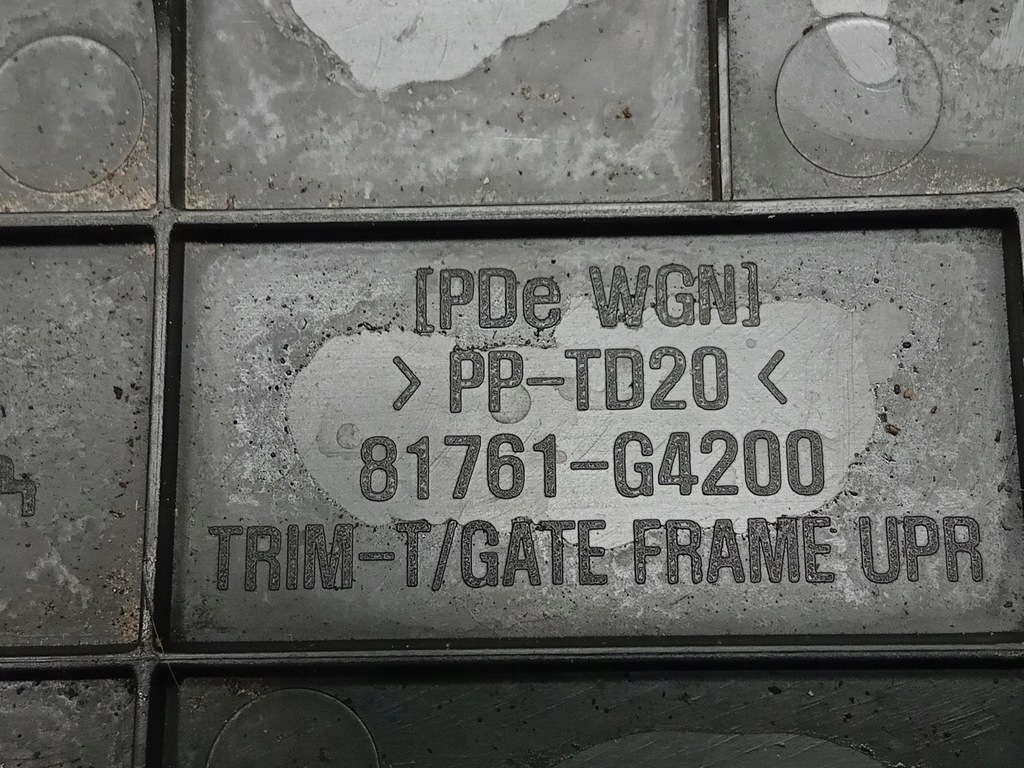 [PDe WGN]
> PP-TD20 <
81761-G4200
TRIM-T/GATE FRAME UPR